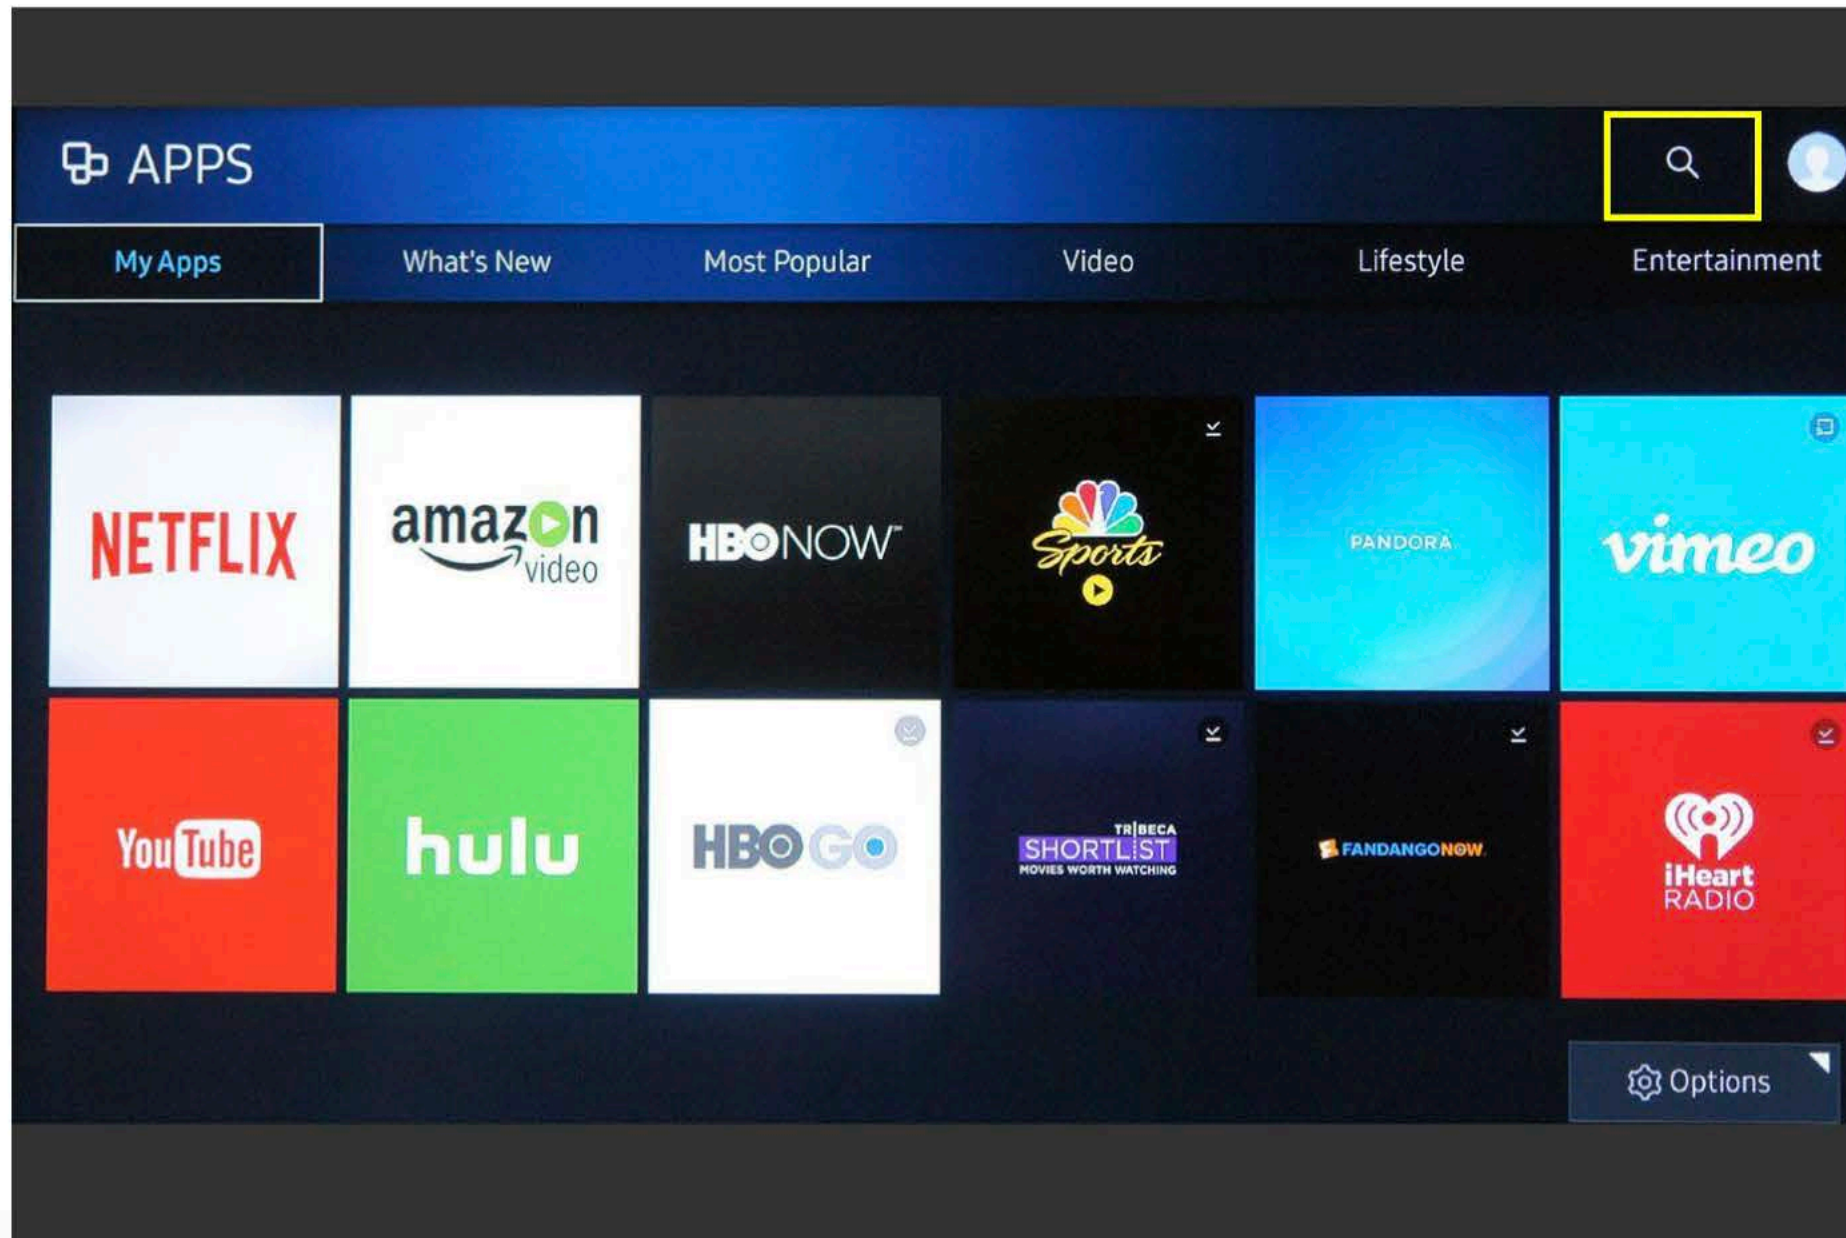 APPS
My Apps
What's New
Most Popular
Video
Lifestyle
Entertainment
NETFLIX
amazon
video
HBO NOW™
Sports
PANDORA
vimeo
YouTube
hulu
HBO GO
TRIBECA
SHORTLIST
MOVIES WORTH WATCHING
FANDANGONOW
iHeart
RADIO
Options